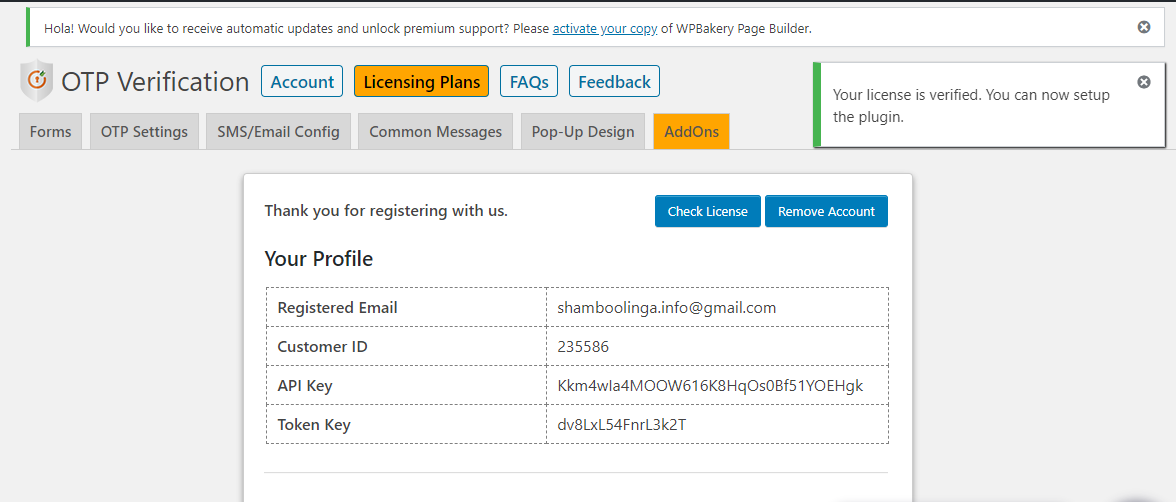 Hola! Would you like to receive automatic updates and unlock premium support? Please activate your copy of WPBakery Page Builder.
OTP Verification Account Licensing Plans FAQs Feedback
Your license is verified. You can now setup
the plugin.
Forms OTP Settings SMS/Email Config Common Messages Pop-Up Design AddOns
Thank you for registering with us. Check License Remove Account
Your Profile
Registered Email shamboolinga.info@gmail.com
Customer ID 235586
API Key Kkm4wIa4MOOW616K8HqOs0Bf51YOEHgk
Token Key dv8LxL54FnrL3k2T